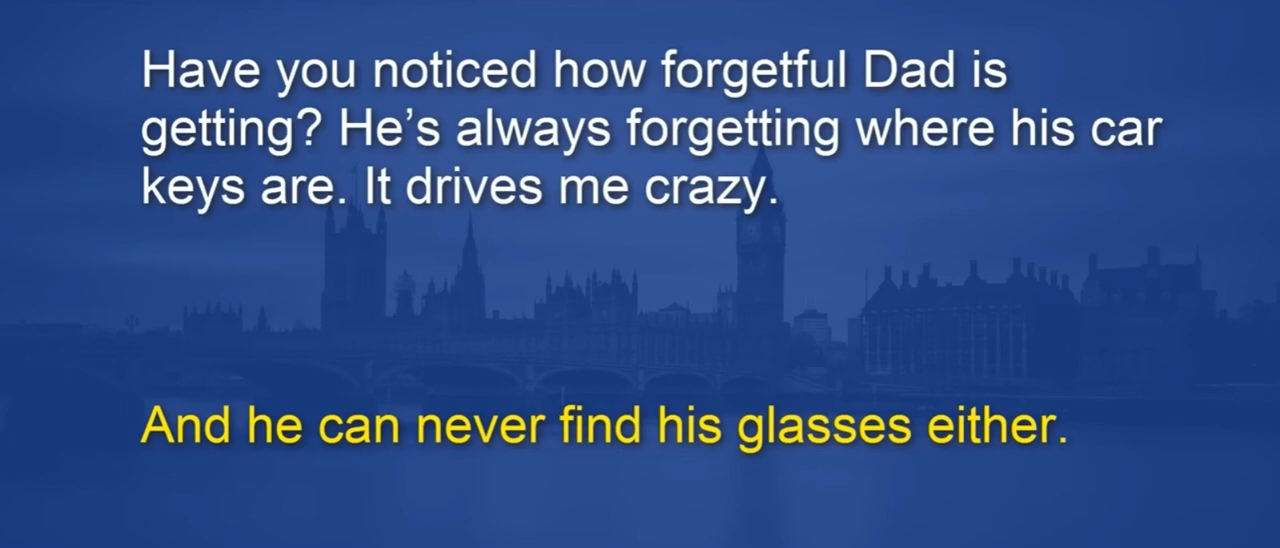 Have you noticed how forgetful Dad is
getting? He’s always forgetting where his car
keys are. It drives me crazy.
And he can never find his glasses either.